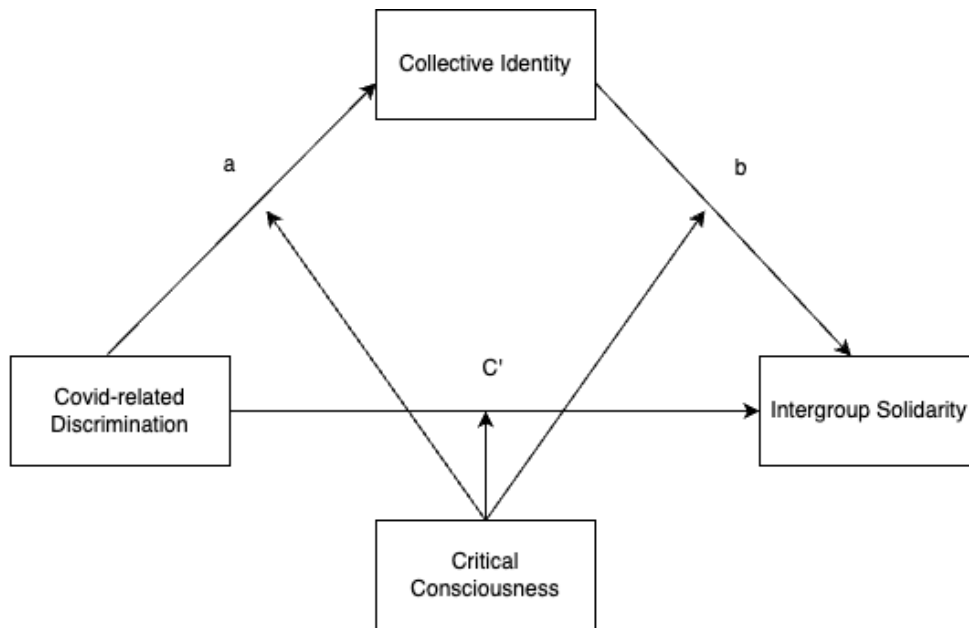 Collective Identity
a
b
C'
Covid-related
Discrimination
Intergroup Solidarity
Critical
Consciousness